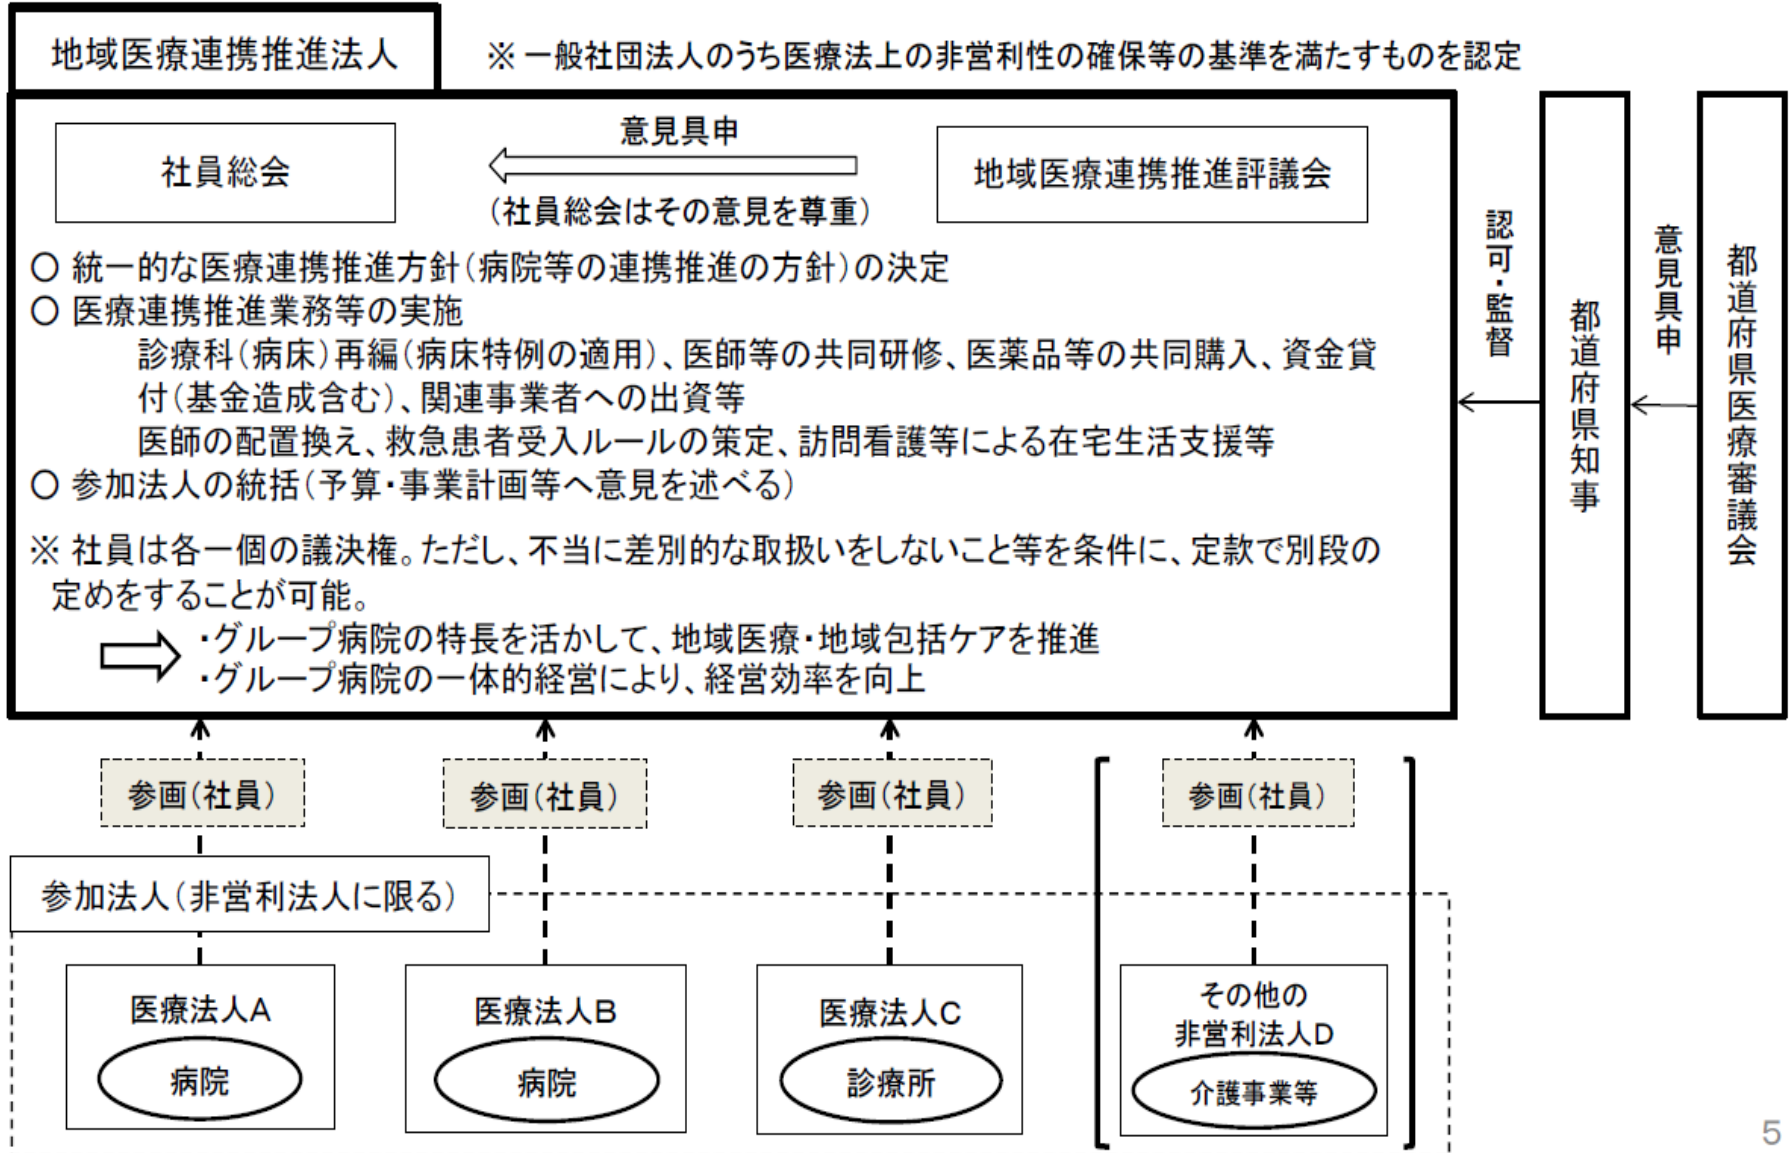 地域医療連携推進法人
※ 一般社団法人のうち医療法上の非営利性の確保等の基準を満たすものを認定
社員総会
意見具申
(社員総会はその意見を尊重)
地域医療連携推進評議会
○ 統一的な医療連携推進方針(病院等の連携推進の方針)の決定
○ 医療連携推進業務等の実施
診療科(病床)再編(病床特例の適用)、医師等の共同研修、医薬品等の共同購入、資金貸
付(基金造成含む)、関連事業者への出資等
医師の配置換え、救急患者受入ルールの策定、訪問看護等による在宅生活支援等
○ 参加法人の統括(予算・事業計画等へ意見を述べる)
※ 社員は各一個の議決権。ただし、不当に差別的な取扱いをしないこと等を条件に、定款で別段の
定めをすることが可能。
・グループ病院の特長を活かして、地域医療・地域包括ケアを推進
・グループ病院の一体的経営により、経営効率を向上
認可・監督
都道府県知事
意見具申
都道府県医療審議会
参画(社員)
参画(社員)
参画(社員)
参画(社員)
参加法人(非営利法人に限る)
医療法人A
病院
医療法人B
病院
医療法人C
診療所
その他の
非営利法人D
介護事業等
5